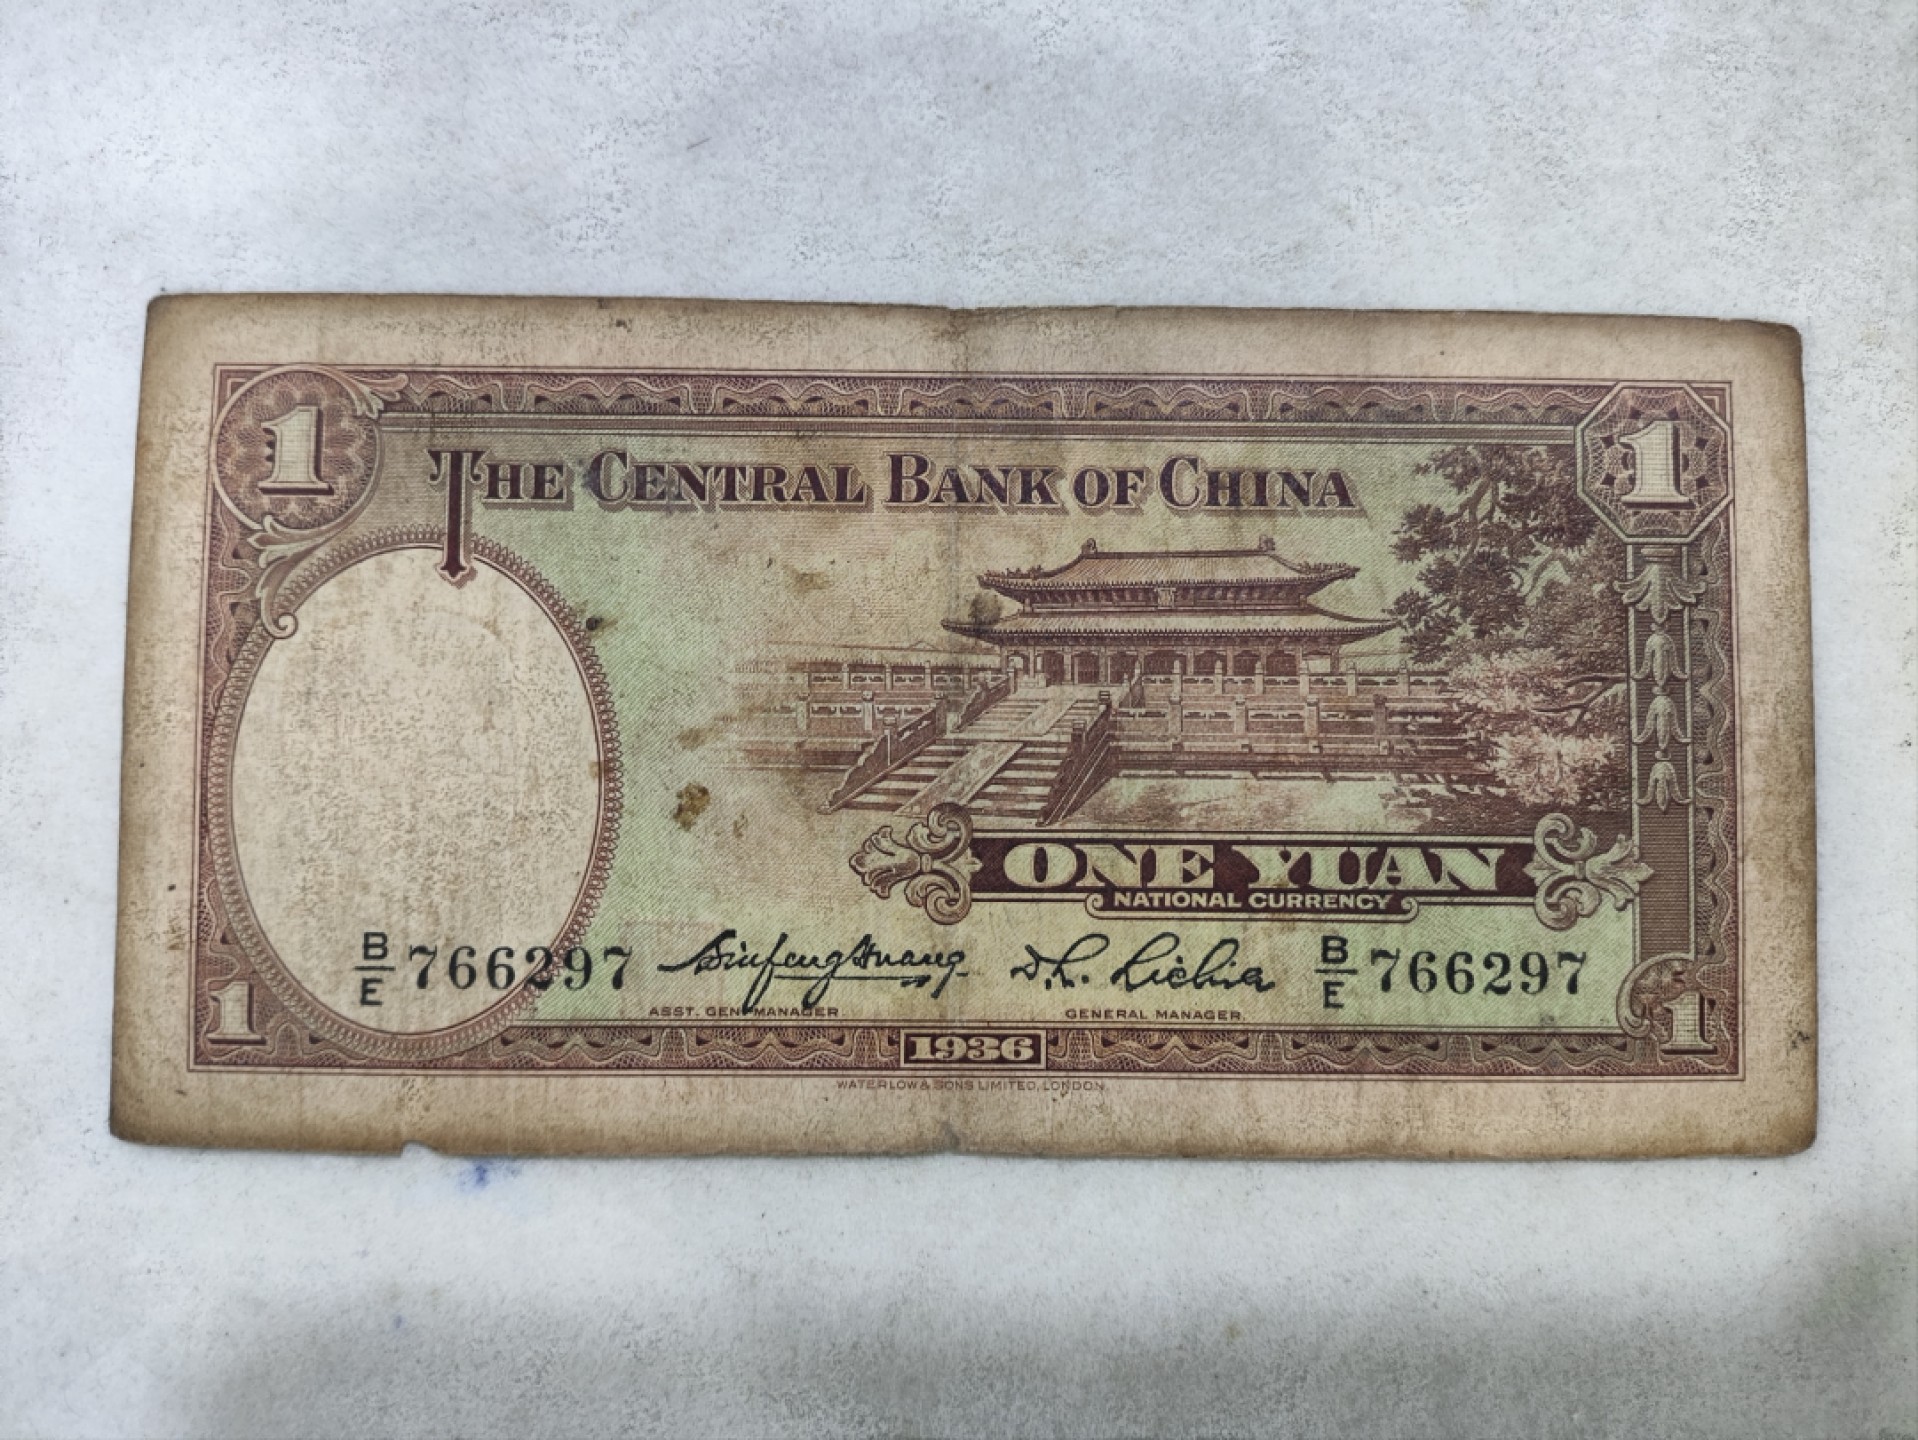 1 1
THE CENTRAL BANK OF CHINA
ONE YUAN
NATIONAL CURRENCY
B/E 766297 B/E 766297
ASST. GEN. MANAGER GENERAL MANAGER.
1 1936 1
WATERLOW & SONS LIMITED, LONDON.